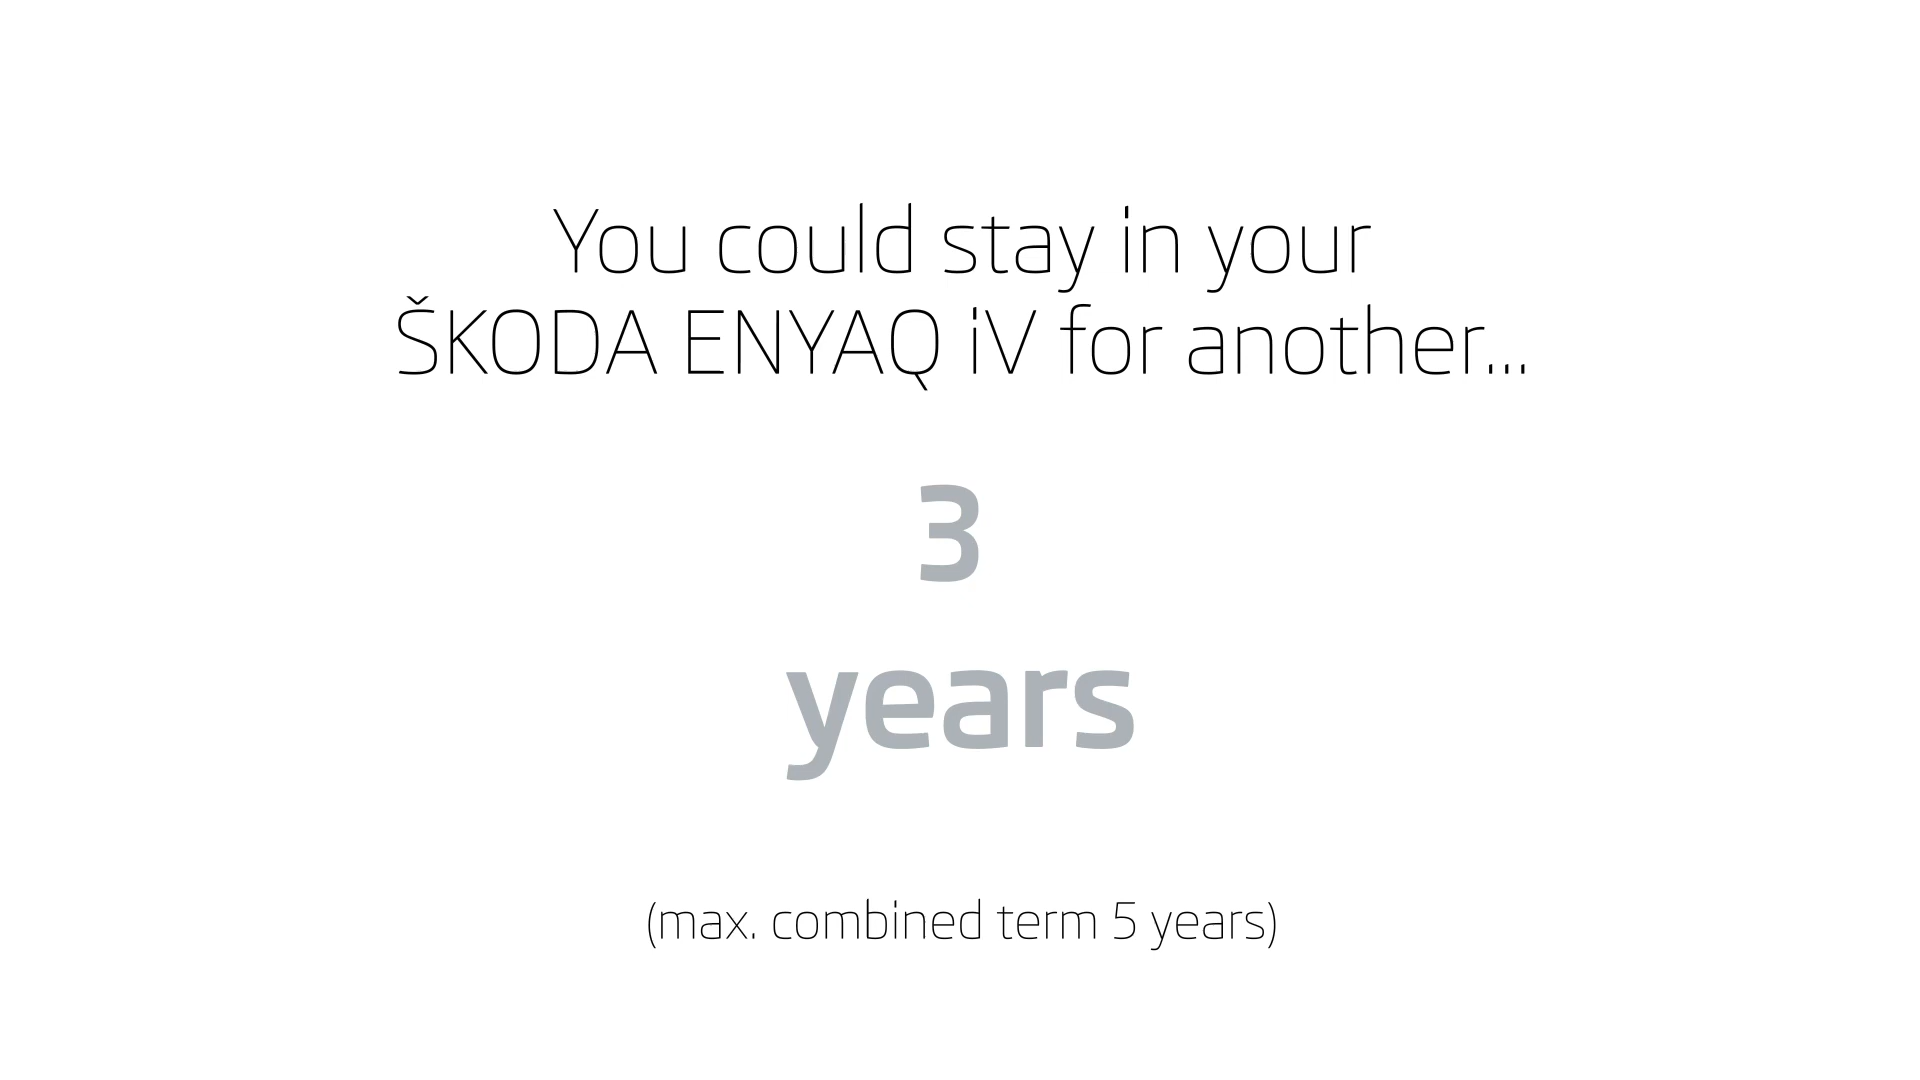 You could stay in your
ŠKODA ENYAQ iV for another...
3
years
(max. combined term 5 years)